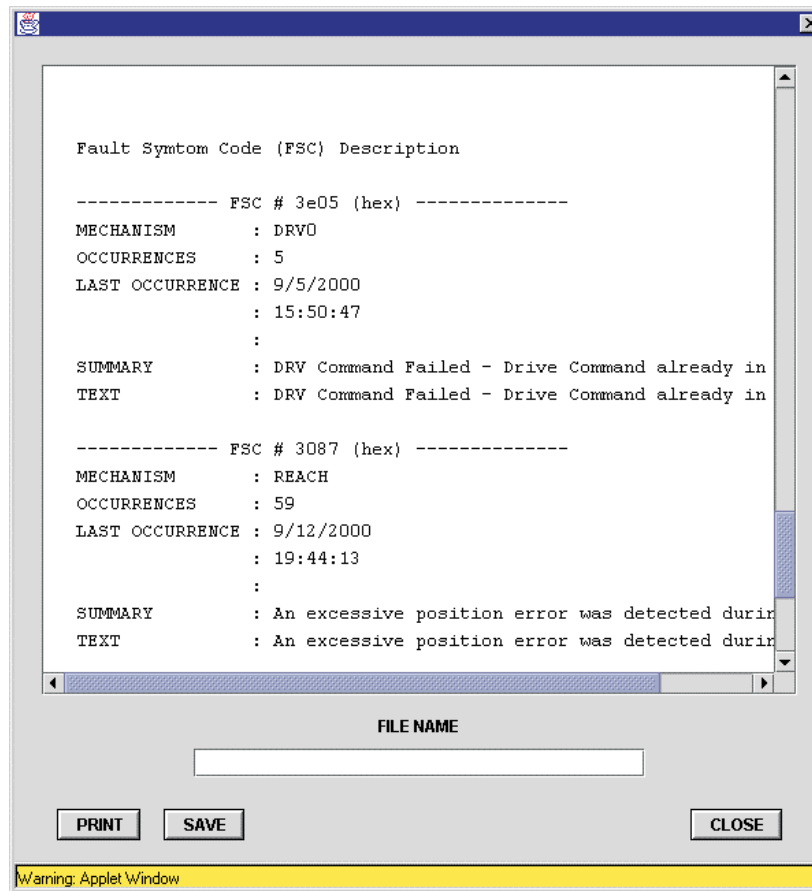 Fault Symtom Code (FSC) Description
------------- FSC # 3e05 (hex) --------------
MECHANISM : DRV0
OCCURRENCES : 5
LAST OCCURRENCE : 9/5/2000
: 15:50:47
:
SUMMARY : DRV Command Failed - Drive Command already in
TEXT : DRV Command Failed - Drive Command already in
------------- FSC # 3087 (hex) --------------
MECHANISM : REACH
OCCURRENCES : 59
LAST OCCURRENCE : 9/12/2000
: 19:44:13
:
SUMMARY : An excessive position error was detected durin
TEXT : An excessive position error was detected durin
FILE NAME
PRINT SAVE CLOSE
Warning: Applet Window